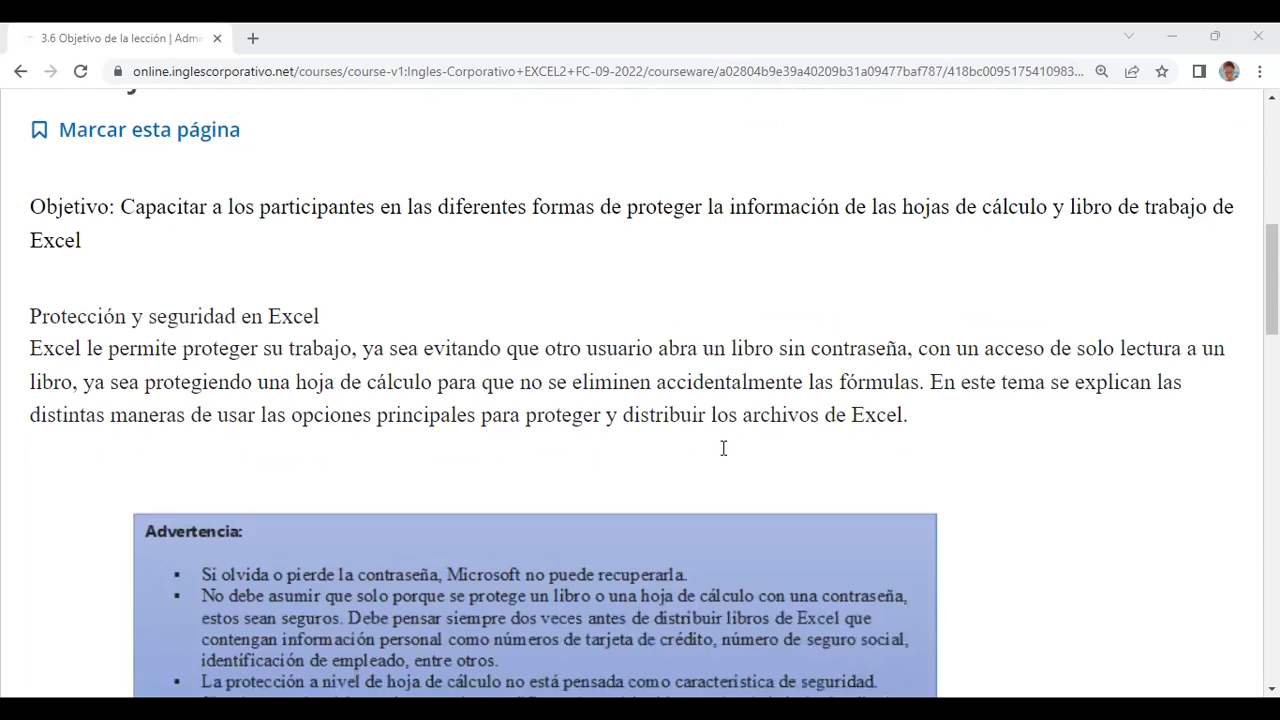 3.6 Objetivo de la lección | Admi
online.inglescorporativo.net/courses/course-v1:Ingles-Corporativo+EXCEL2+FC-09-2022/courseware/a02804b9e39a40209b31a09477baf787/418bc0095175410983...
Marcar esta página
Objetivo: Capacitar a los participantes en las diferentes formas de proteger la información de las hojas de cálculo y libro de trabajo de
Excel
Protección y seguridad en Excel
Excel le permite proteger su trabajo, ya sea evitando que otro usuario abra un libro sin contraseña, con un acceso de solo lectura a un
libro, ya sea protegiendo una hoja de cálculo para que no se eliminen accidentalmente las fórmulas. En este tema se explican las
distintas maneras de usar las opciones principales para proteger y distribuir los archivos de Excel.
Advertencia:
▪ Si olvida o pierde la contraseña, Microsoft no puede recuperarla.
▪ No debe asumir que solo porque se protege un libro o una hoja de cálculo con una contraseña,
estos sean seguros. Debe pensar siempre dos veces antes de distribuir libros de Excel que
contengan información personal como números de tarjeta de crédito, número de seguro social,
identificación de empleado, entre otros.
▪ La protección a nivel de hoja de cálculo no está pensada como característica de seguridad.